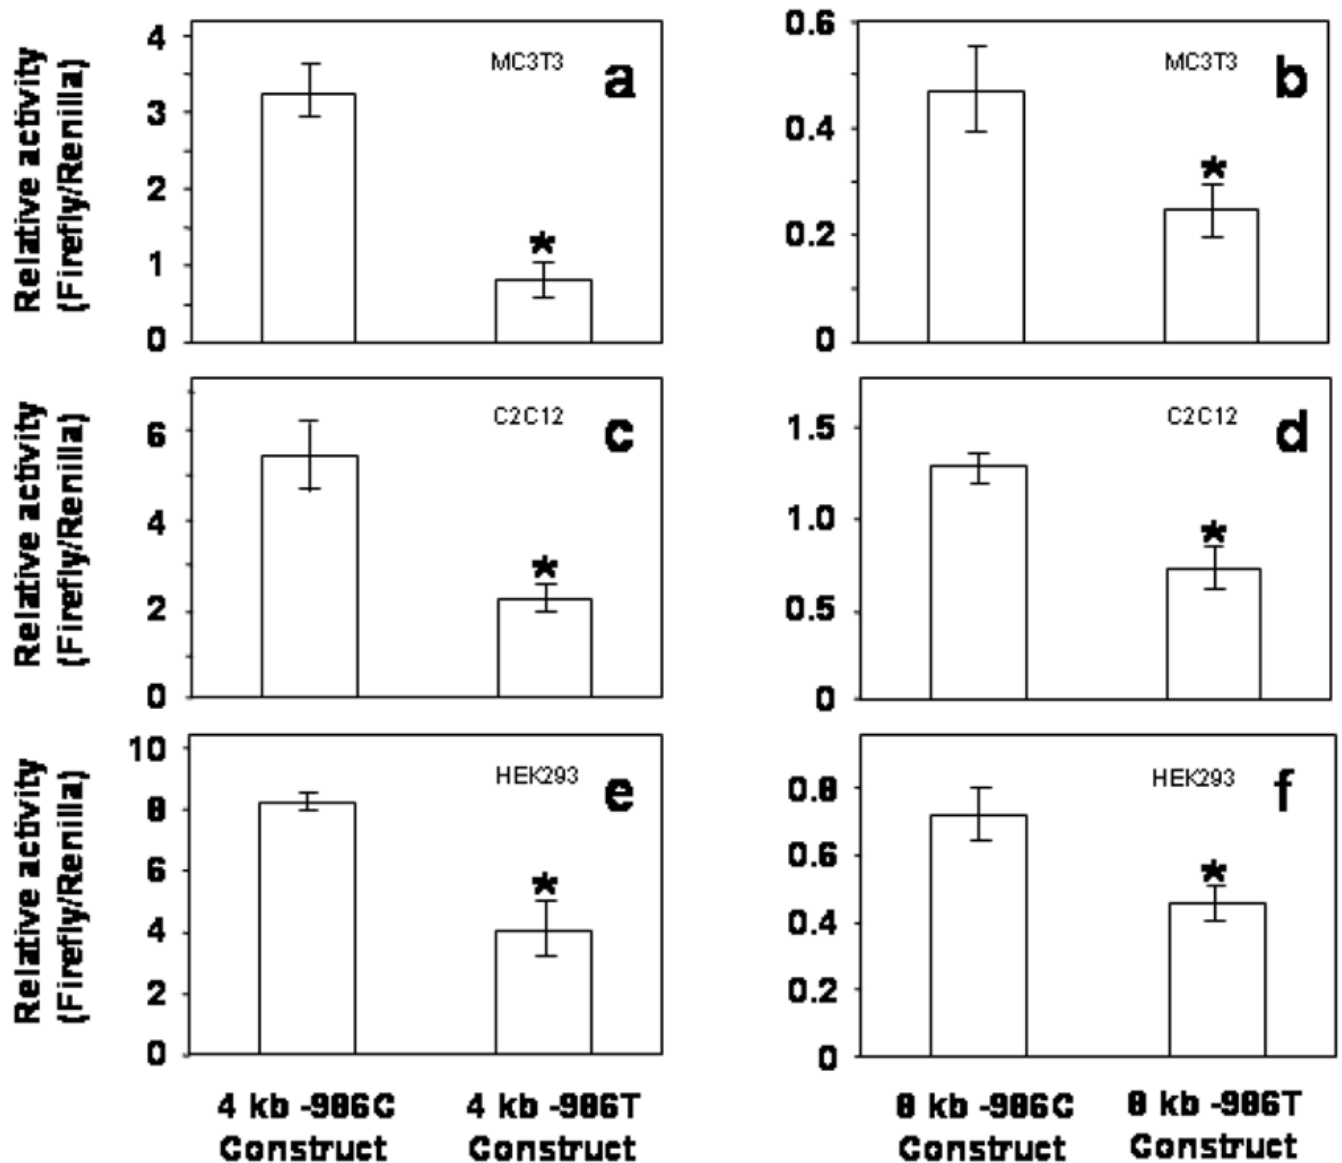 Relative activity
(Firefly/Renilla)
4
3
2
1
0
MC3T3
a
*
0.6
0.4
0.2
0
MC3T3
b
*
Relative activity
(Firefly/Renilla)
6
4
2
0
C2C12
c
*
1.5
1.0
0.5
0
C2C12
d
*
Relative activity
(Firefly/Renilla)
10
8
6
4
2
0
HEK293
e
*
0.8
0.6
0.4
0.2
0
HEK293
f
*
4 kb -986C
Construct
4 kb -986T
Construct
8 kb -986C
Construct
8 kb -986T
Construct